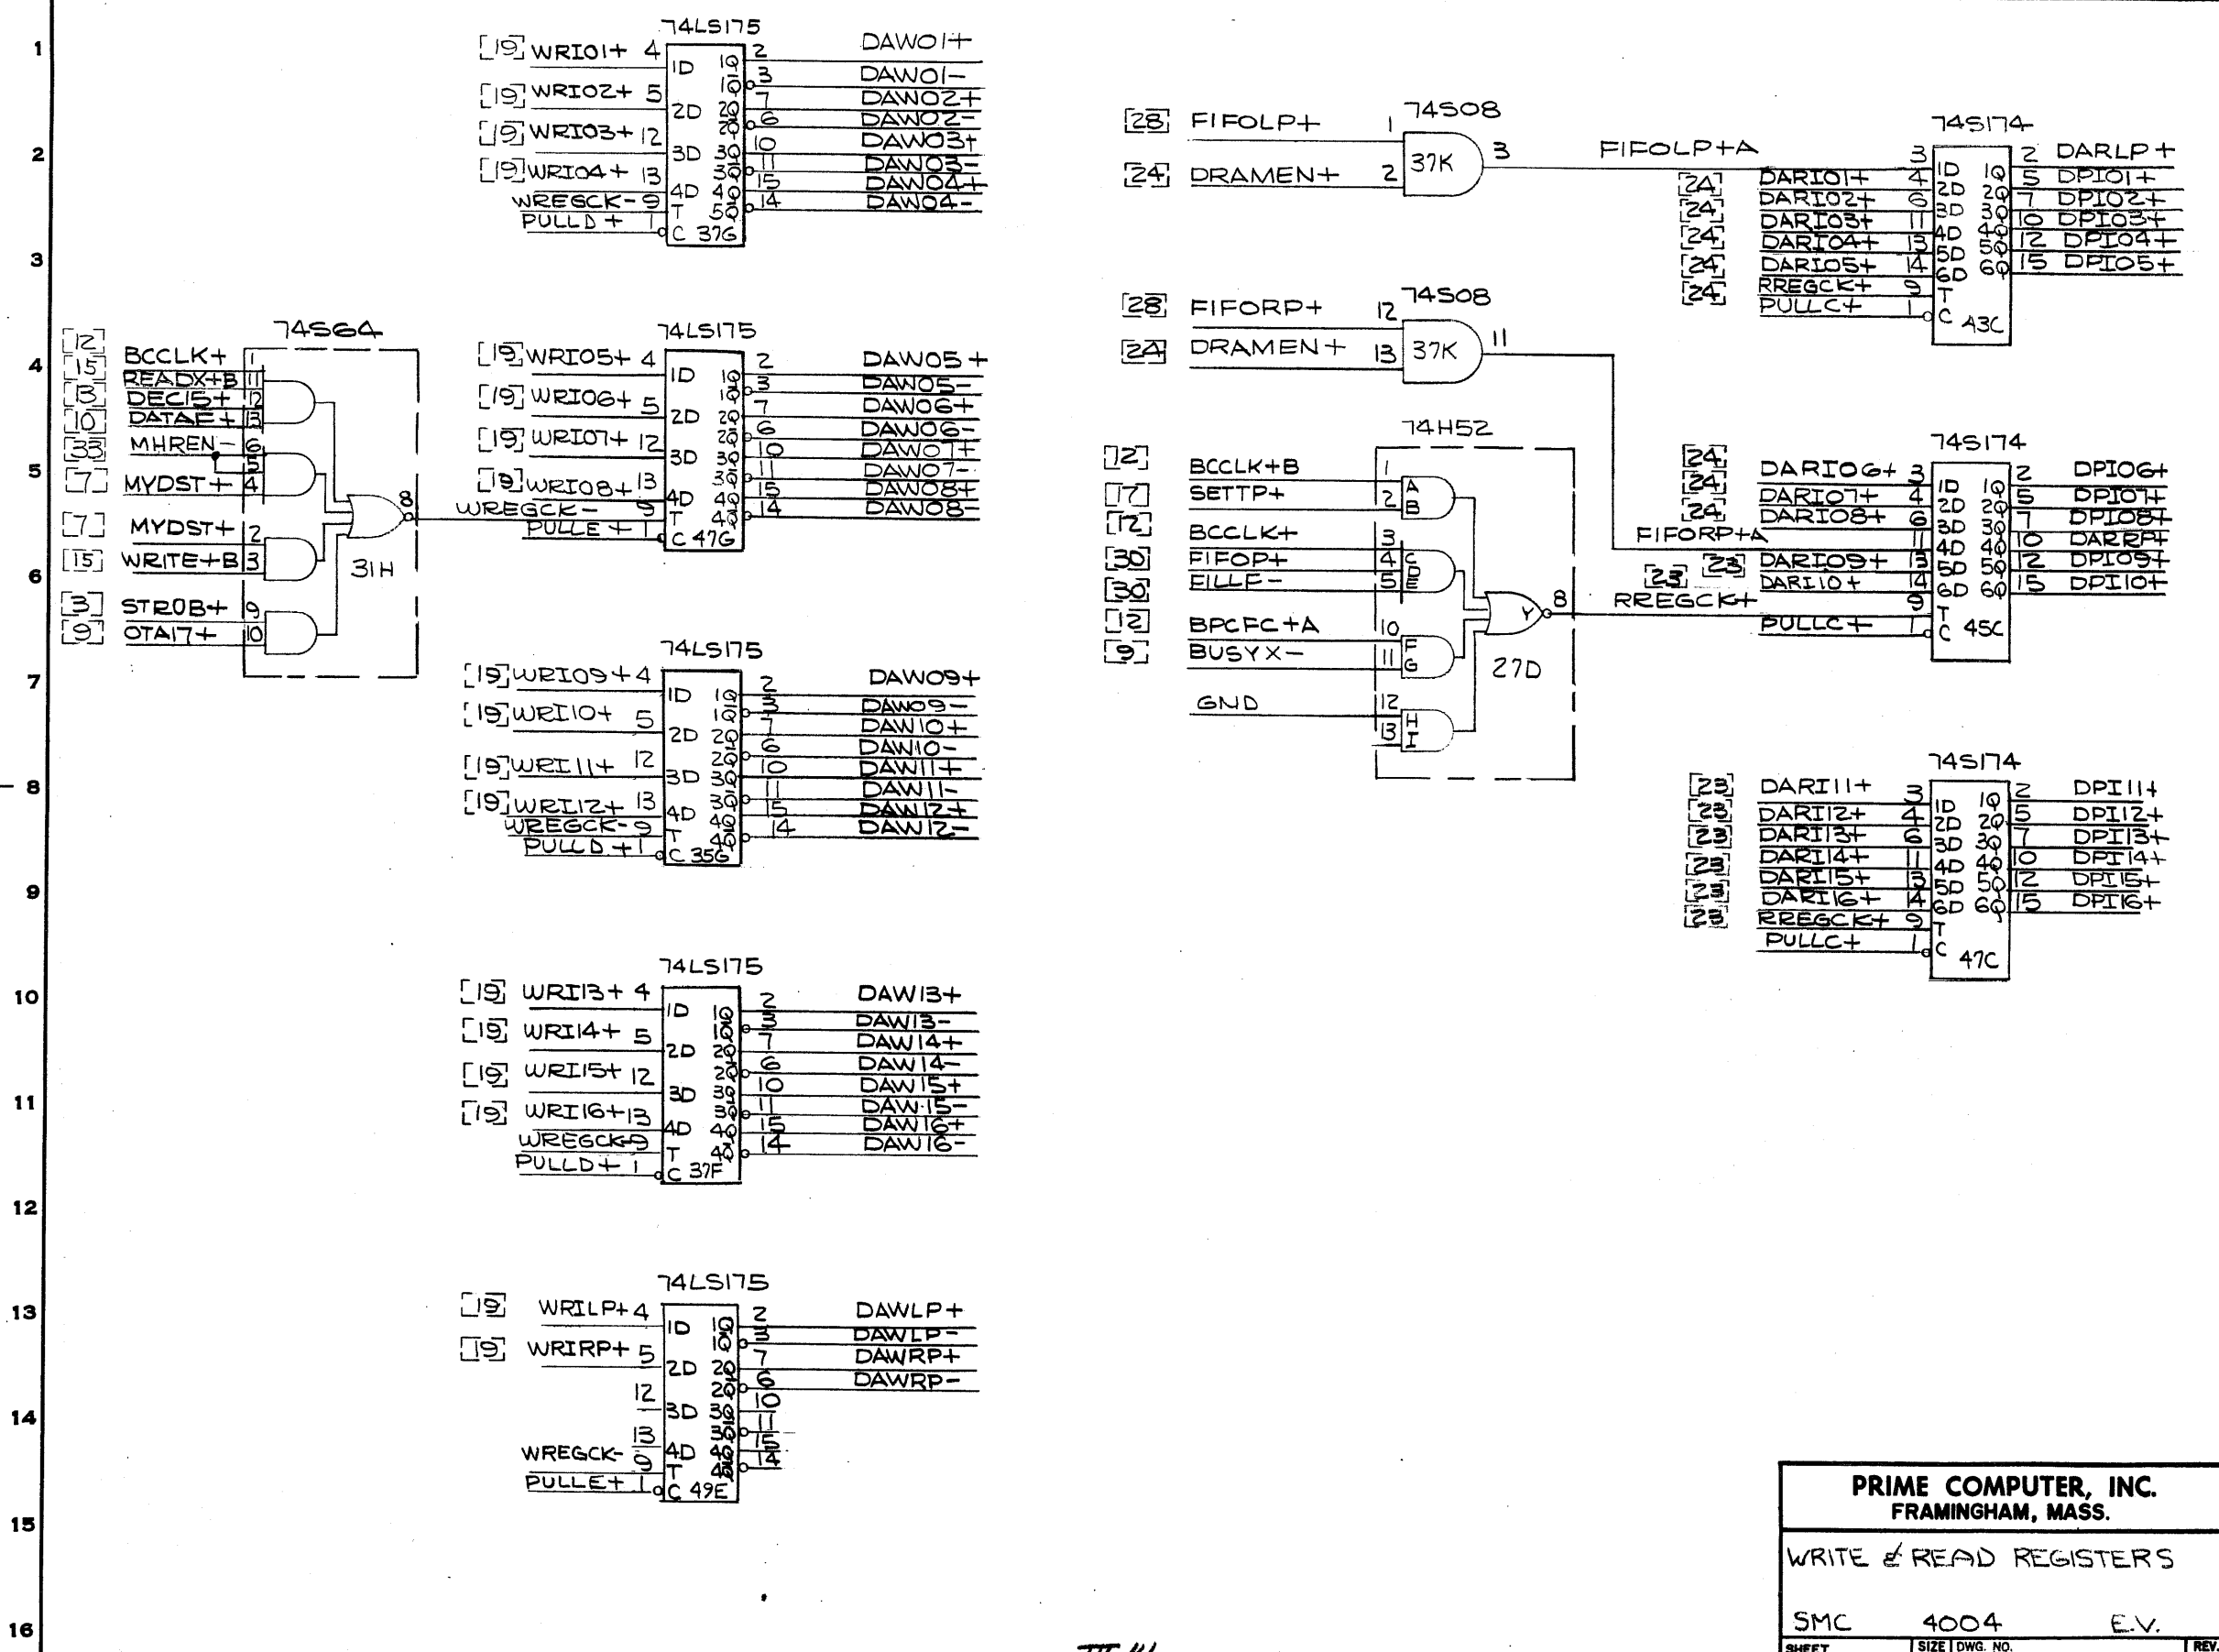 1
2
3
4
5
6
7
8
9
10
11
12
13
14
15
16
74LS175
[19] WRI01+ 4 1D 1Q 2 DAW01+
1Q 3 DAW01-
[19] WRI02+ 5 2D 2Q 7 DAW02+
2Q 6 DAW02-
[19] WRI03+ 12 3D 3Q 10 DAW03+
3Q 11 DAW03-
[19] WRI04+ 13 4D 4Q 15 DAW04+
WREGCK- 9 T 5Q 14 DAW04-
PULLD+ 1 C 37G
74S64
[12] BCCLK+ 1
[15] READX+B 11
[13] DEC15+ 12
[10] DATAF+ 13
[33] MHREN- 6
5
[7] MYDST+ 4
8
[7] MYDST+ 2
[15] WRITE+B 3
31H
[3] STROB+ 9
[9] OTA17+ 10
74LS175
[19] WRI05+ 4 1D 1Q 2 DAW05+
1Q 3 DAW05-
[19] WRI06+ 5 2D 2Q 7 DAW06+
2Q 6 DAW06-
[19] WRI07+ 12 3D 3Q 10 DAW07+
3Q 11 DAW07-
[19] WRI08+ 13 4D 4Q 15 DAW08+
WREGCK- 9 T 4Q 14 DAW08-
PULLE+ 1 C 47G
74LS175
[19] WRI09+ 4 1D 1Q 2 DAW09+
1Q 3 DAW09-
[19] WRI10+ 5 2D 2Q 7 DAW10+
2Q 6 DAW10-
[19] WRI11+ 12 3D 3Q 10 DAW11+
3Q 11 DAW11-
[19] WRI12+ 13 4D 4Q 15 DAW12+
WREGCK- 9 T 4Q 14 DAW12-
PULLD+ 1 C 35G
74LS175
[19] WRI13+ 4 1D 1Q 2 DAW13+
1Q 3 DAW13-
[19] WRI14+ 5 2D 2Q 7 DAW14+
2Q 6 DAW14-
[19] WRI15+ 12 3D 3Q 10 DAW15+
3Q 11 DAW15-
[19] WRI16+ 13 4D 4Q 15 DAW16+
WREGCK- 9 T 4Q 14 DAW16-
PULLD+ 1 C 37F
74LS175
[19] WRILP+ 4 1D 1Q 2 DAWLP+
1Q 3 DAWLP-
[19] WRIRP+ 5 2D 2Q 7 DAWRP+
2Q 6 DAWRP-
12 3D 3Q 10
3Q 11
13 4D 4Q 15
WREGCK- 9 T 4Q 14
PULLE+ 1 C 49E
74S08
[28] FIFOLP+ 1
37K 3 FIFOLP+A
[24] DRAMEN+ 2
74S08
[28] FIFORP+ 12
37K 11
[24] DRAMEN+ 13
74H52
[12] BCCLK+B 1 A
[17] SETTP+ 2 B
[12] BCCLK+ 3 C
[30] FIFOP+ 4 D
[30] FILLF- 5 E
Y 8 RREGCK+
[12] BPCFC+A 10 F
[9] BUSYX- 11 G
27D
GND 12 H
13 I
74S174
3 1D 1Q 2 DARLP+
[24] DARI01+ 4 2D 2Q 5 DPI01+
[24] DARI02+ 6 3D 3Q 7 DPI02+
[24] DARI03+ 11 4D 4Q 10 DPI03+
[24] DARI04+ 13 5D 5Q 12 DPI04+
[24] DARI05+ 14 6D 6Q 15 DPI05+
RREGCK+ 9 T
PULLC+ 1 C 43C
74S174
[24] DARI06+ 3 1D 1Q 2 DPI06+
[24] DARI07+ 4 2D 2Q 5 DPI07+
[24] DARI08+ 6 3D 3Q 7 DPI08+
FIFORP+A 11 4D 4Q 10 DARRP+
[23] DARI09+ 13 5D 5Q 12 DPI09+
[23] DARI10+ 14 6D 6Q 15 DPI10+
9 T
PULLC+ 1 C 45C
74S174
[23] DARI11+ 3 1D 1Q 2 DPI11+
[23] DARI12+ 4 2D 2Q 5 DPI12+
[23] DARI13+ 6 3D 3Q 7 DPI13+
[23] DARI14+ 11 4D 4Q 10 DPI14+
[23] DARI15+ 13 5D 5Q 12 DPI15+
[23] DARI16+ 14 6D 6Q 15 DPI16+
RREGCK+ 9 T
PULLC+ 1 C 47C
PRIME COMPUTER, INC.
FRAMINGHAM, MASS.
WRITE & READ REGISTERS
SMC 4004 E.V.
SHEET SIZE DWG. NO. REV.